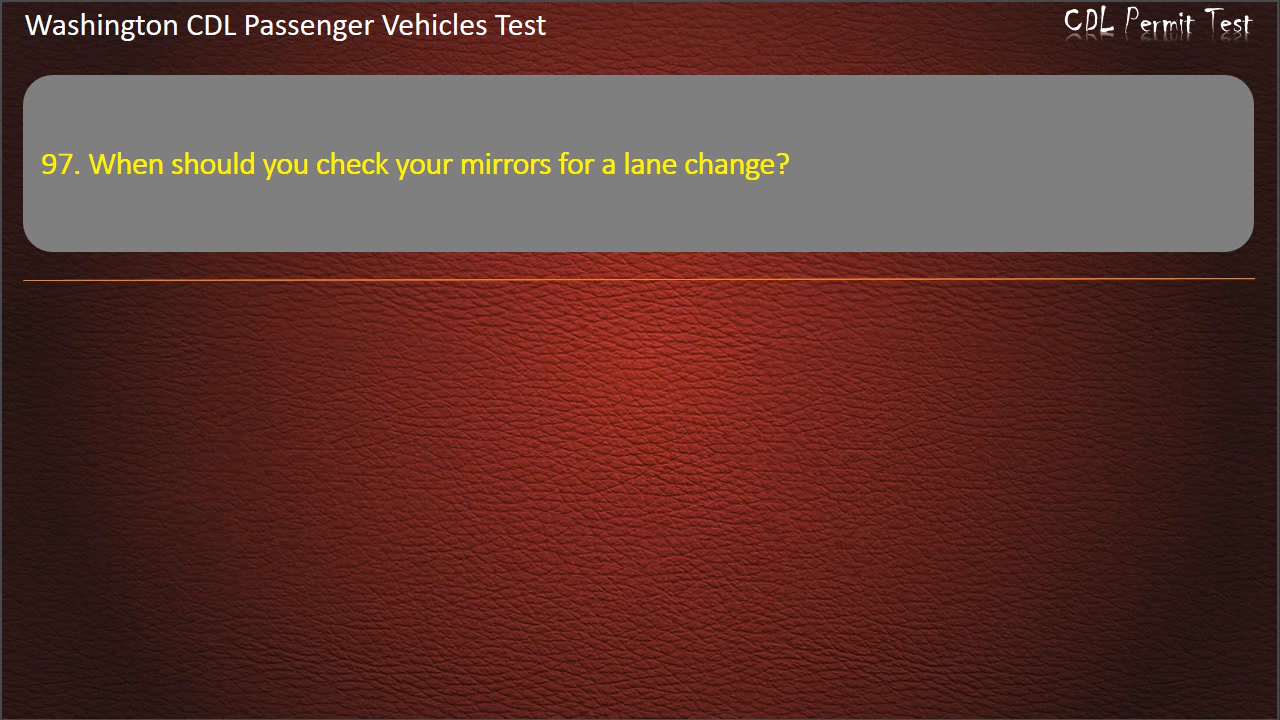 Washington CDL Passenger Vehicles Test
CDL Permit Test
97. When should you check your mirrors for a lane change?